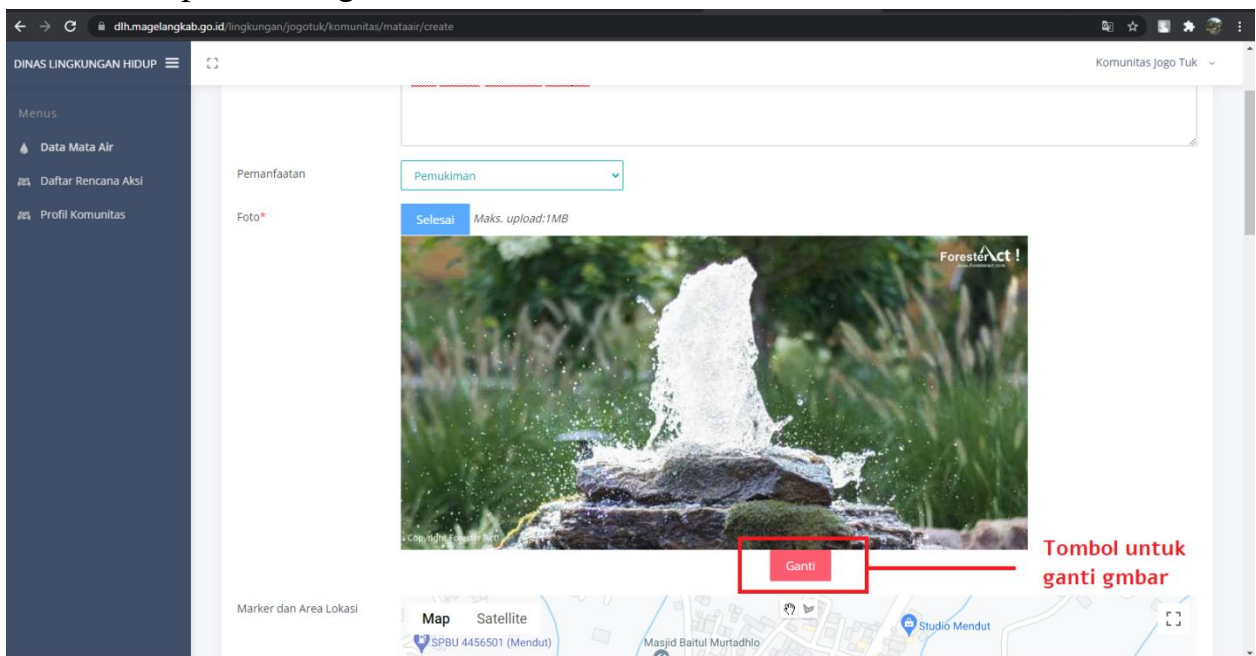 dlh.magelangkab.go.id/lingkungan/jogotuk/komunitas/mataair/create
DINAS LINGKUNGAN HIDUP
Komunitas Jogo Tuk
Menus
Data Mata Air
Daftar Rencana Aksi
Profil Komunitas
Pemanfaatan
Pemukiman
Foto*
Selesai
Maks. upload:1MB
ForesterAct !
Copyright Forester Act!
Ganti
Tombol untuk
ganti gmbar
Marker dan Area Lokasi
Map
Satellite
SPBU 4456501 (Mendut)
Masjid Baitul Murtadhlo
Studio Mendut